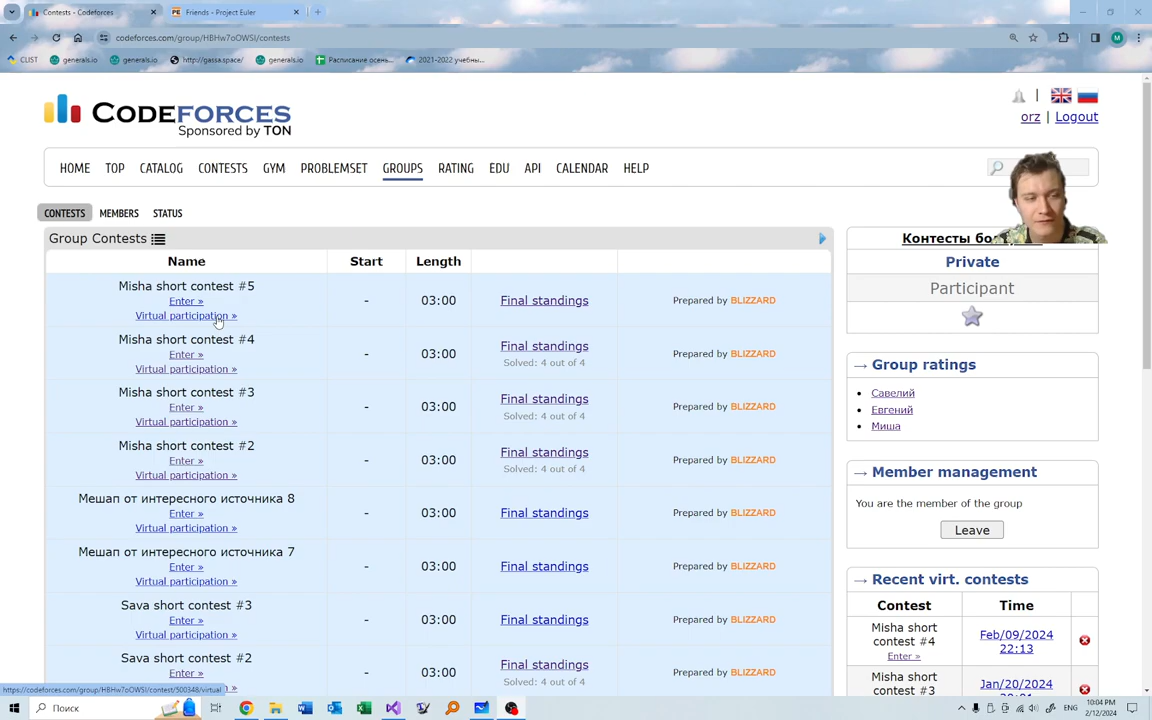 Contests - Codeforces
Friends - Project Euler
codeforces.com/group/HBHw7oOWSI/contests
CLIST
generals.io
generals.io
http://gassa.space/
generals.io
Расписание осень...
2021-2022 учебны...
CODEFORCES
Sponsored by TON
orz | Logout
HOME TOP CATALOG CONTESTS GYM PROBLEMSET GROUPS RATING EDU API CALENDAR HELP
CONTESTS MEMBERS STATUS
Group Contests
Name Start Length
Misha short contest #5
Enter »
Virtual participation »
- 03:00 Final standings Prepared by BLIZZARD
Misha short contest #4
Enter »
Virtual participation »
- 03:00 Final standings
Solved: 4 out of 4
Prepared by BLIZZARD
Misha short contest #3
Enter »
Virtual participation »
- 03:00 Final standings
Solved: 4 out of 4
Prepared by BLIZZARD
Misha short contest #2
Enter »
Virtual participation »
- 03:00 Final standings
Solved: 4 out of 4
Prepared by BLIZZARD
Мешап от интересного источника 8
Enter »
Virtual participation »
- 03:00 Final standings Prepared by BLIZZARD
Мешап от интересного источника 7
Enter »
Virtual participation »
- 03:00 Final standings Prepared by BLIZZARD
Sava short contest #3
Enter »
Virtual participation »
- 03:00 Final standings Prepared by BLIZZARD
Sava short contest #2
Enter »
- 03:00 Final standings
Solved: 4 out of 4
Prepared by BLIZZARD
Контесты
Private
Participant
→ Group ratings
Савелий
Евгений
Миша
→ Member management
You are the member of the group
Leave
→ Recent virt. contests
Contest Time
Misha short
contest #4
Enter »
Feb/09/2024
22:13
Misha short
contest #3
Jan/20/2024
https://codeforces.com/group/HBHw7oOWSI/contest/500348/virtual
Поиск
PE
M
ENG
10:04 PM
2/12/2024